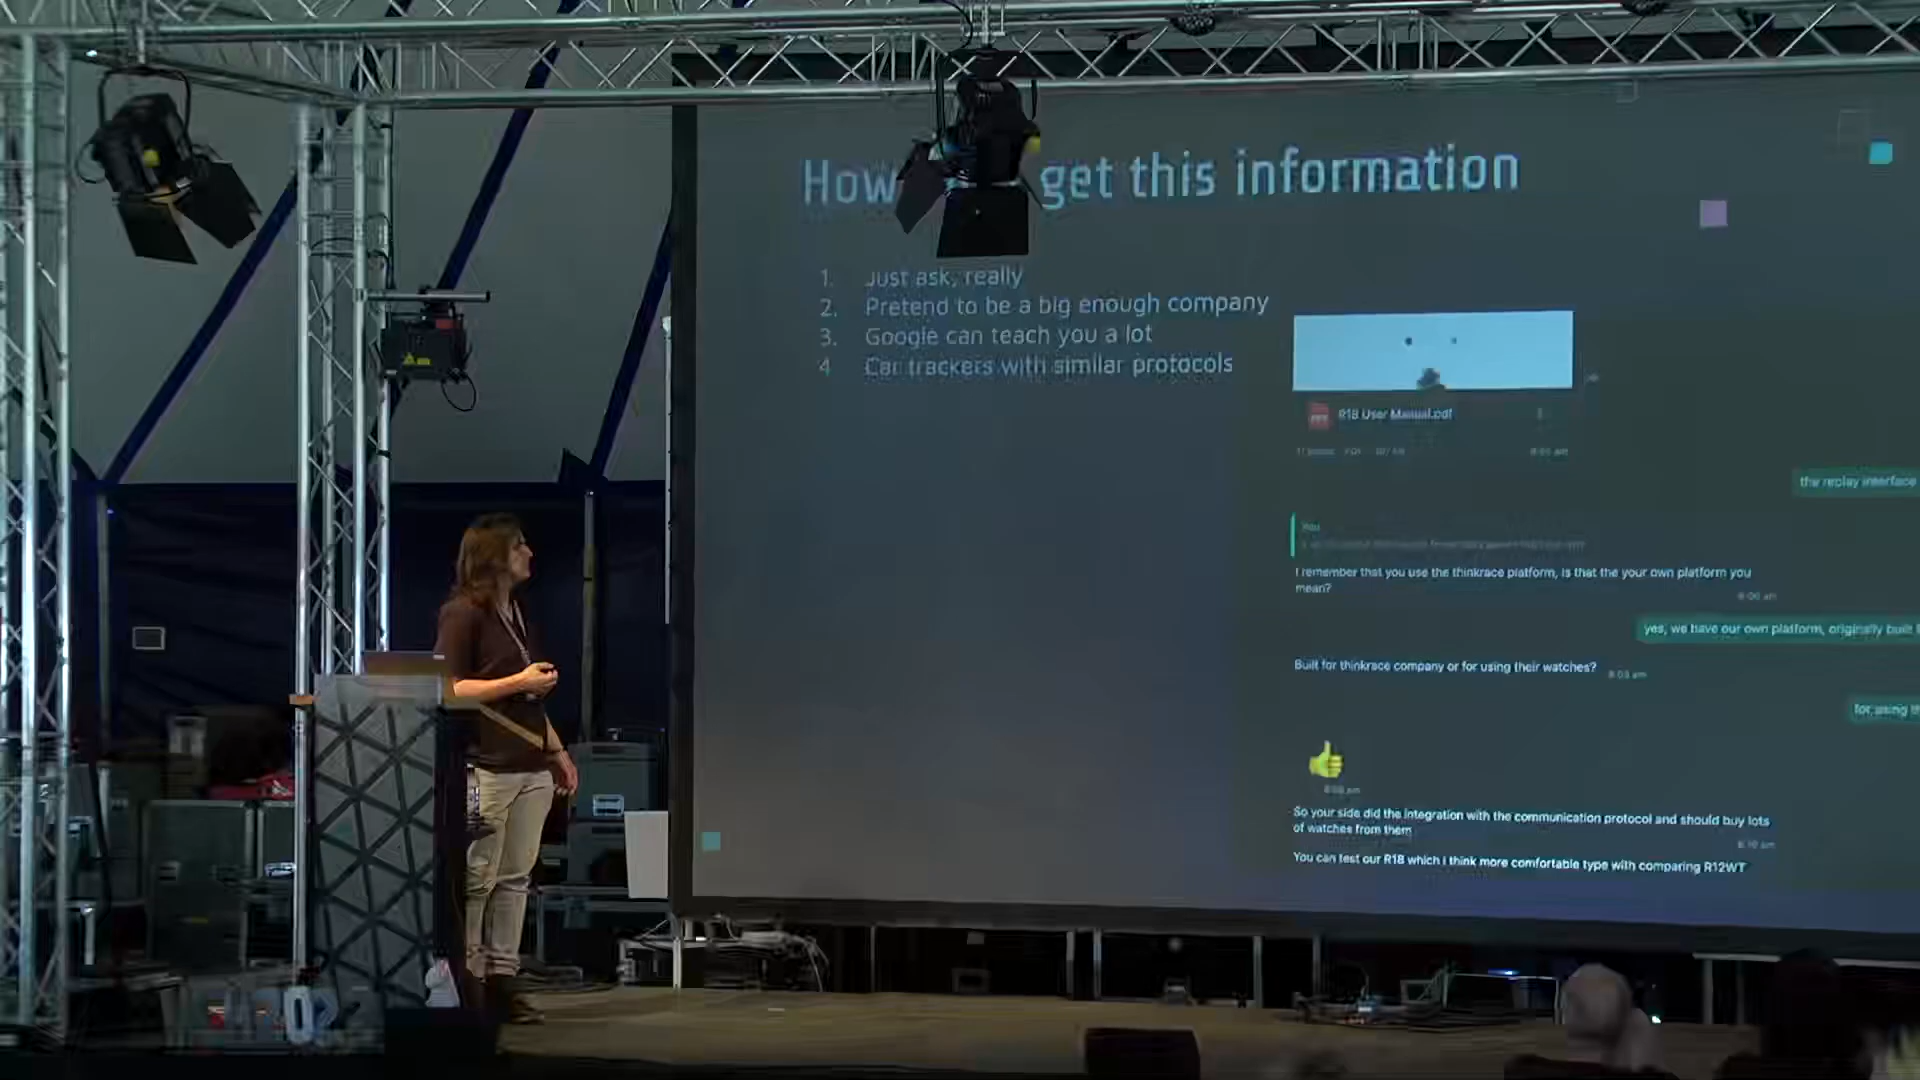 How get this information
1. Just ask, really
2. Pretend to be a big enough company
3. Google can teach you a lot
4 Car trackers with similar protocols
R18 User Manual.pdf
the replay interface
You
I remember that you use the thinkrace platform, is that the your own platform you
mean?
yes, we have our own platform, originally built
Built for thinkrace company or for using their watches?
8:03 am
for using
So your side did the integration with the communication protocol and should buy lots
of watches from them
You can test our R18 which i think more comfortable type with comparing R12WT